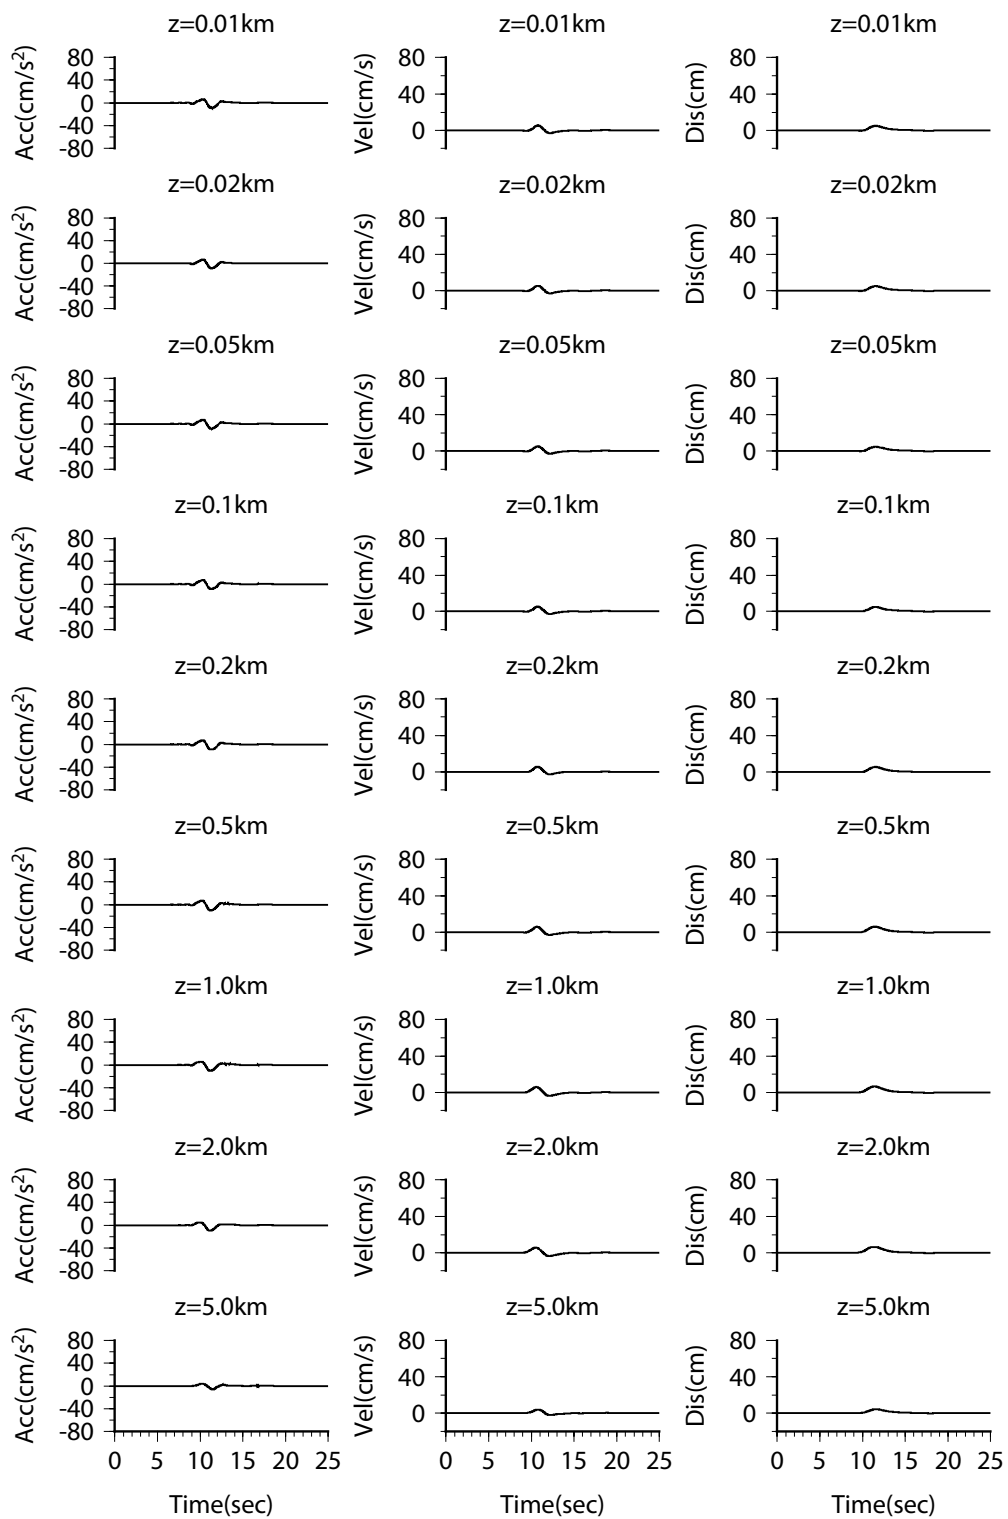 z=0.01km z=0.01km z=0.01km
Acc(cm/s²) 80 40 0 -40 -80 Vel(cm/s) 80 40 0 Dis(cm) 80 40 0
z=0.02km z=0.02km z=0.02km
Acc(cm/s²) 80 40 0 -40 -80 Vel(cm/s) 80 40 0 Dis(cm) 80 40 0
z=0.05km z=0.05km z=0.05km
Acc(cm/s²) 80 40 0 -40 -80 Vel(cm/s) 80 40 0 Dis(cm) 80 40 0
z=0.1km z=0.1km z=0.1km
Acc(cm/s²) 80 40 0 -40 -80 Vel(cm/s) 80 40 0 Dis(cm) 80 40 0
z=0.2km z=0.2km z=0.2km
Acc(cm/s²) 80 40 0 -40 -80 Vel(cm/s) 80 40 0 Dis(cm) 80 40 0
z=0.5km z=0.5km z=0.5km
Acc(cm/s²) 80 40 0 -40 -80 Vel(cm/s) 80 40 0 Dis(cm) 80 40 0
z=1.0km z=1.0km z=1.0km
Acc(cm/s²) 80 40 0 -40 -80 Vel(cm/s) 80 40 0 Dis(cm) 80 40 0
z=2.0km z=2.0km z=2.0km
Acc(cm/s²) 80 40 0 -40 -80 Vel(cm/s) 80 40 0 Dis(cm) 80 40 0
z=5.0km z=5.0km z=5.0km
Acc(cm/s²) 80 40 0 -40 -80 Vel(cm/s) 80 40 0 Dis(cm) 80 40 0
0 5 10 15 20 25 0 5 10 15 20 25 0 5 10 15 20 25
Time(sec) Time(sec) Time(sec)